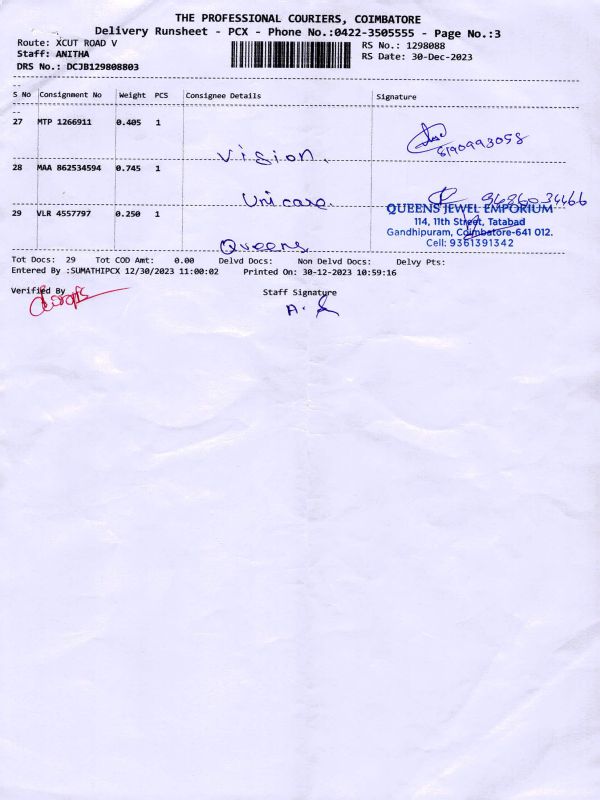 THE PROFESSIONAL COURIERS, COIMBATORE
Delivery Runsheet - PCX - Phone No.:0422-3505555 - Page No.:3
Route: XCUT ROAD V
RS No.: 1298088
Staff: ANITHA
RS Date: 30-Dec-2023
DRS No.: DCJB129808803
S No Consignment No Weight PCS Consignee Details Signature
27 MTP 1266911 0.405 1
8190993058
Vision.
28 MAA 862534594 0.745 1
Unicare.
9686034466
QUEENS JEWEL EMPORIUM
29 VLR 4557797 0.250 1
114, 11th Street, Tatabad
Gandhipuram, Coimbatore-641 012.
Cell: 9361391342
Queens
Tot Docs: 29 Tot COD Amt: 0.00 Delvd Docs: Non Delvd Docs: Delvy Pts:
Entered By :SUMATHIPCX 12/30/2023 11:00:02 Printed On: 30-12-2023 10:59:16
Verified By
Staff Signature